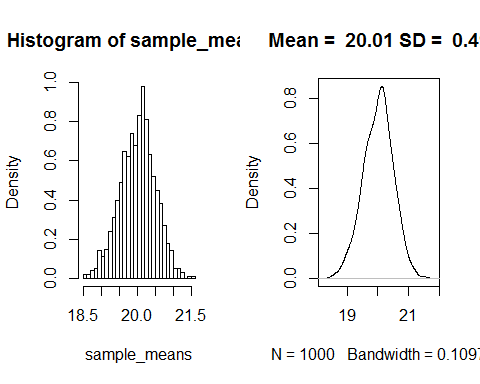 Histogram of sample_mea
Density
0.0 0.2 0.4 0.6 0.8 1.0
18.5 20.0 21.5
sample_means
Mean = 20.01 SD = 0.4
Density
0.0 0.2 0.4 0.6 0.8
19 21
N = 1000 Bandwidth = 0.1097